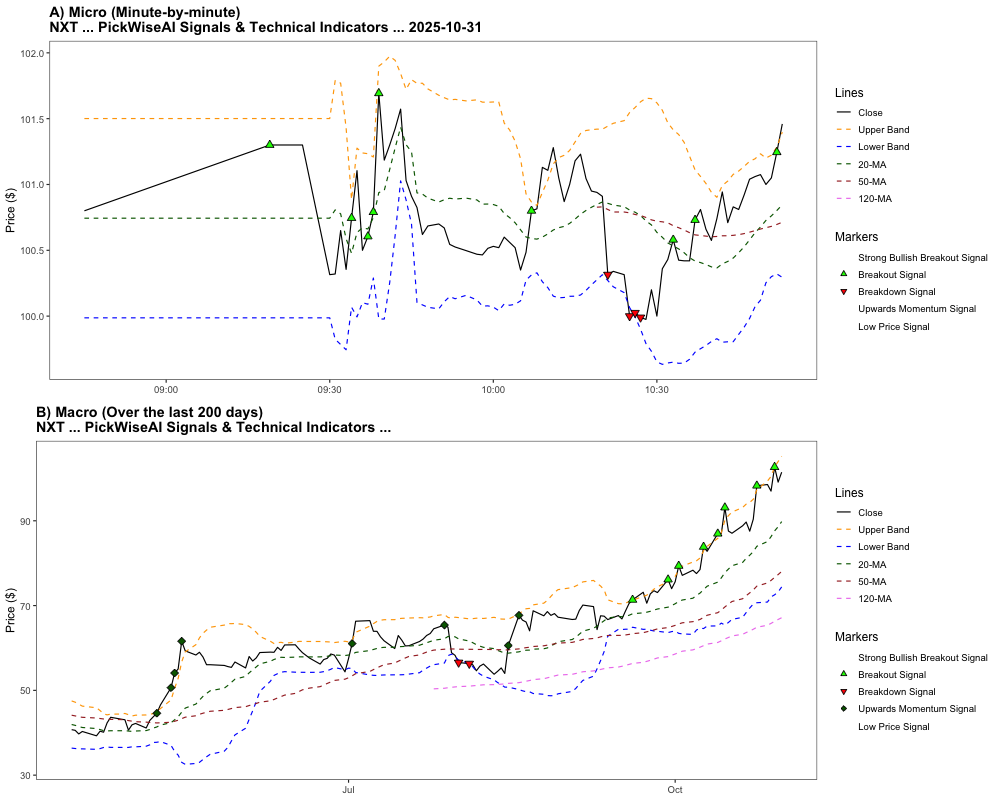 A) Micro (Minute-by-minute)
NXT ... PickWiseAI Signals & Technical Indicators ... 2025-10-31
Price ($)
102.0
101.5
101.0
100.5
100.0
09:00
09:30
10:00
10:30
Lines
Close
Upper Band
Lower Band
20-MA
50-MA
120-MA
Markers
Strong Bullish Breakout Signal
Breakout Signal
Breakdown Signal
Upwards Momentum Signal
Low Price Signal
B) Macro (Over the last 200 days)
NXT ... PickWiseAI Signals & Technical Indicators ...
Price ($)
90
70
50
30
Jul
Oct
Lines
Close
Upper Band
Lower Band
20-MA
50-MA
120-MA
Markers
Strong Bullish Breakout Signal
Breakout Signal
Breakdown Signal
Upwards Momentum Signal
Low Price Signal